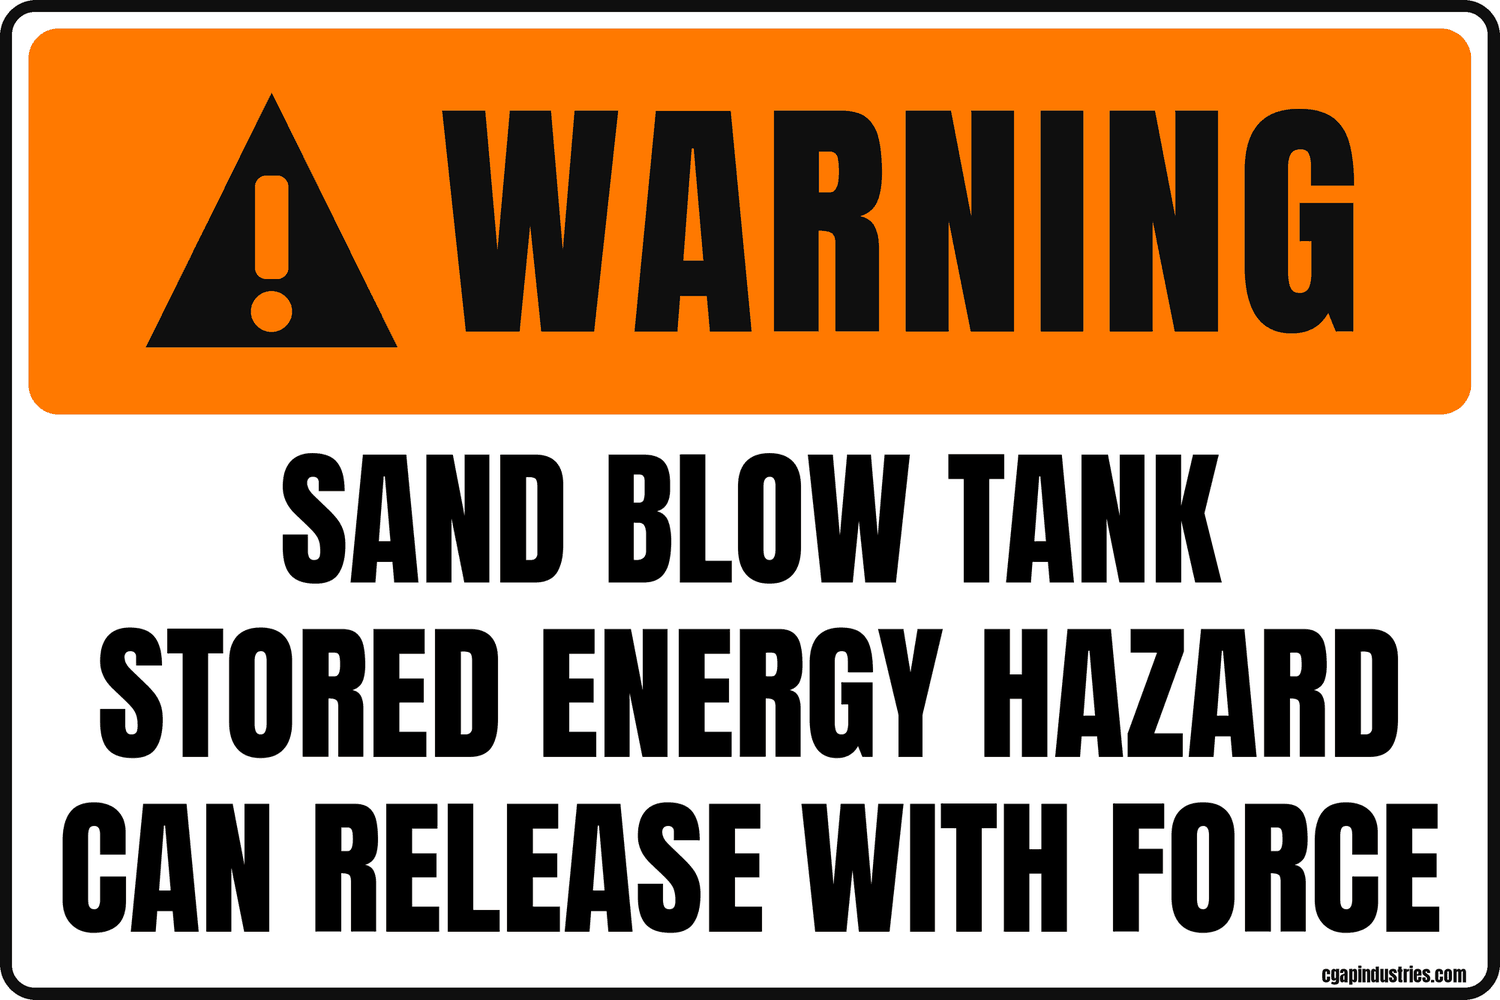 WARNING
SAND BLOW TANK
STORED ENERGY HAZARD
CAN RELEASE WITH FORCE
cgapindustries.com